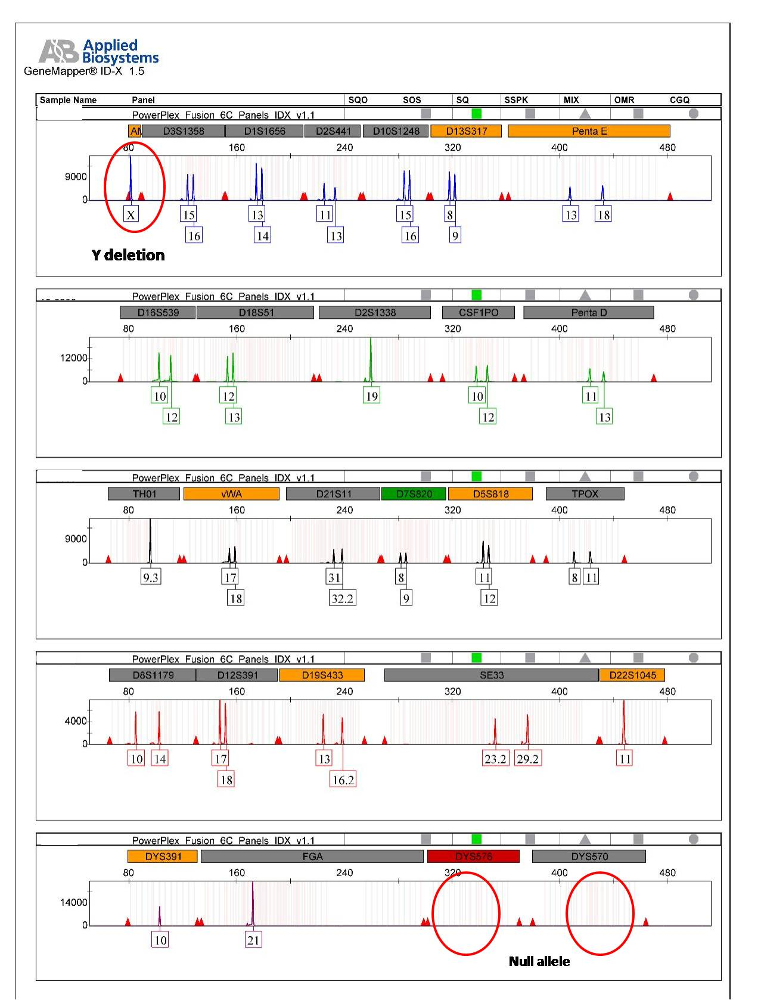 AB Applied
Biosystems
GeneMapper® ID-X 1.5
Sample Name Panel SQO SOS SQ SSPK MIX OMR CGQ
PowerPlex_Fusion_6C_Panels_IDX_v1.1
D3S1358 D1S1656 D2S441 D10S1248 D13S317 Penta E
80 160 240 320 400 480
9000
0
X 15 13 11 15 8 13 18
16 14 13 16 9
Y deletion
PowerPlex_Fusion_6C_Panels_IDX_v1.1
D16S539 D18S51 D2S1338 CSF1PO Penta D
80 160 240 320 400 480
12000
0
10 12 19 10 11
12 13 12 13
PowerPlex_Fusion_6C_Panels_IDX_v1.1
TH01 vWA D21S11 D7S820 D5S818 TPOX
80 160 240 320 400 480
9000
0
9.3 17 31 8 11 8 11
18 32.2 9 12
PowerPlex_Fusion_6C_Panels_IDX_v1.1
D8S1179 D12S391 D19S433 SE33 D22S1045
80 160 240 320 400 480
4000
0
10 14 17 13 23.2 29.2 11
18 16.2
PowerPlex_Fusion_6C_Panels_IDX_v1.1
DYS391 FGA DYS576 DYS570
80 160 240 320 400 480
14000
0
10 21
Null allele